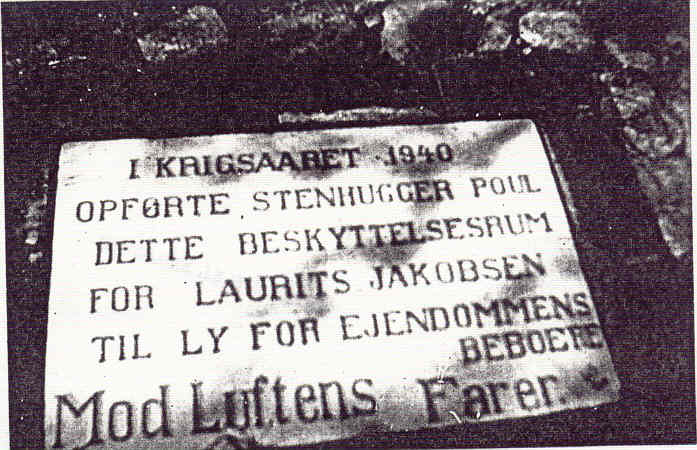 I KRIGSAARET 1940
OPFØRTE STENHUGGER POUL
DETTE BESKYTTELSESRUM
FOR LAURITS JAKOBSEN
TIL LY FOR EJENDOMMENS
BEBOERE
Mod Luftens Farer.